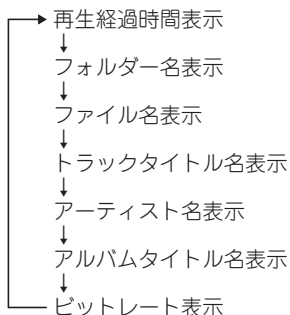 再生経過時間表示
フォルダー名表示
ファイル名表示
トラックタイトル名表示
アーティスト名表示
アルバムタイトル名表示
ビットレート表示